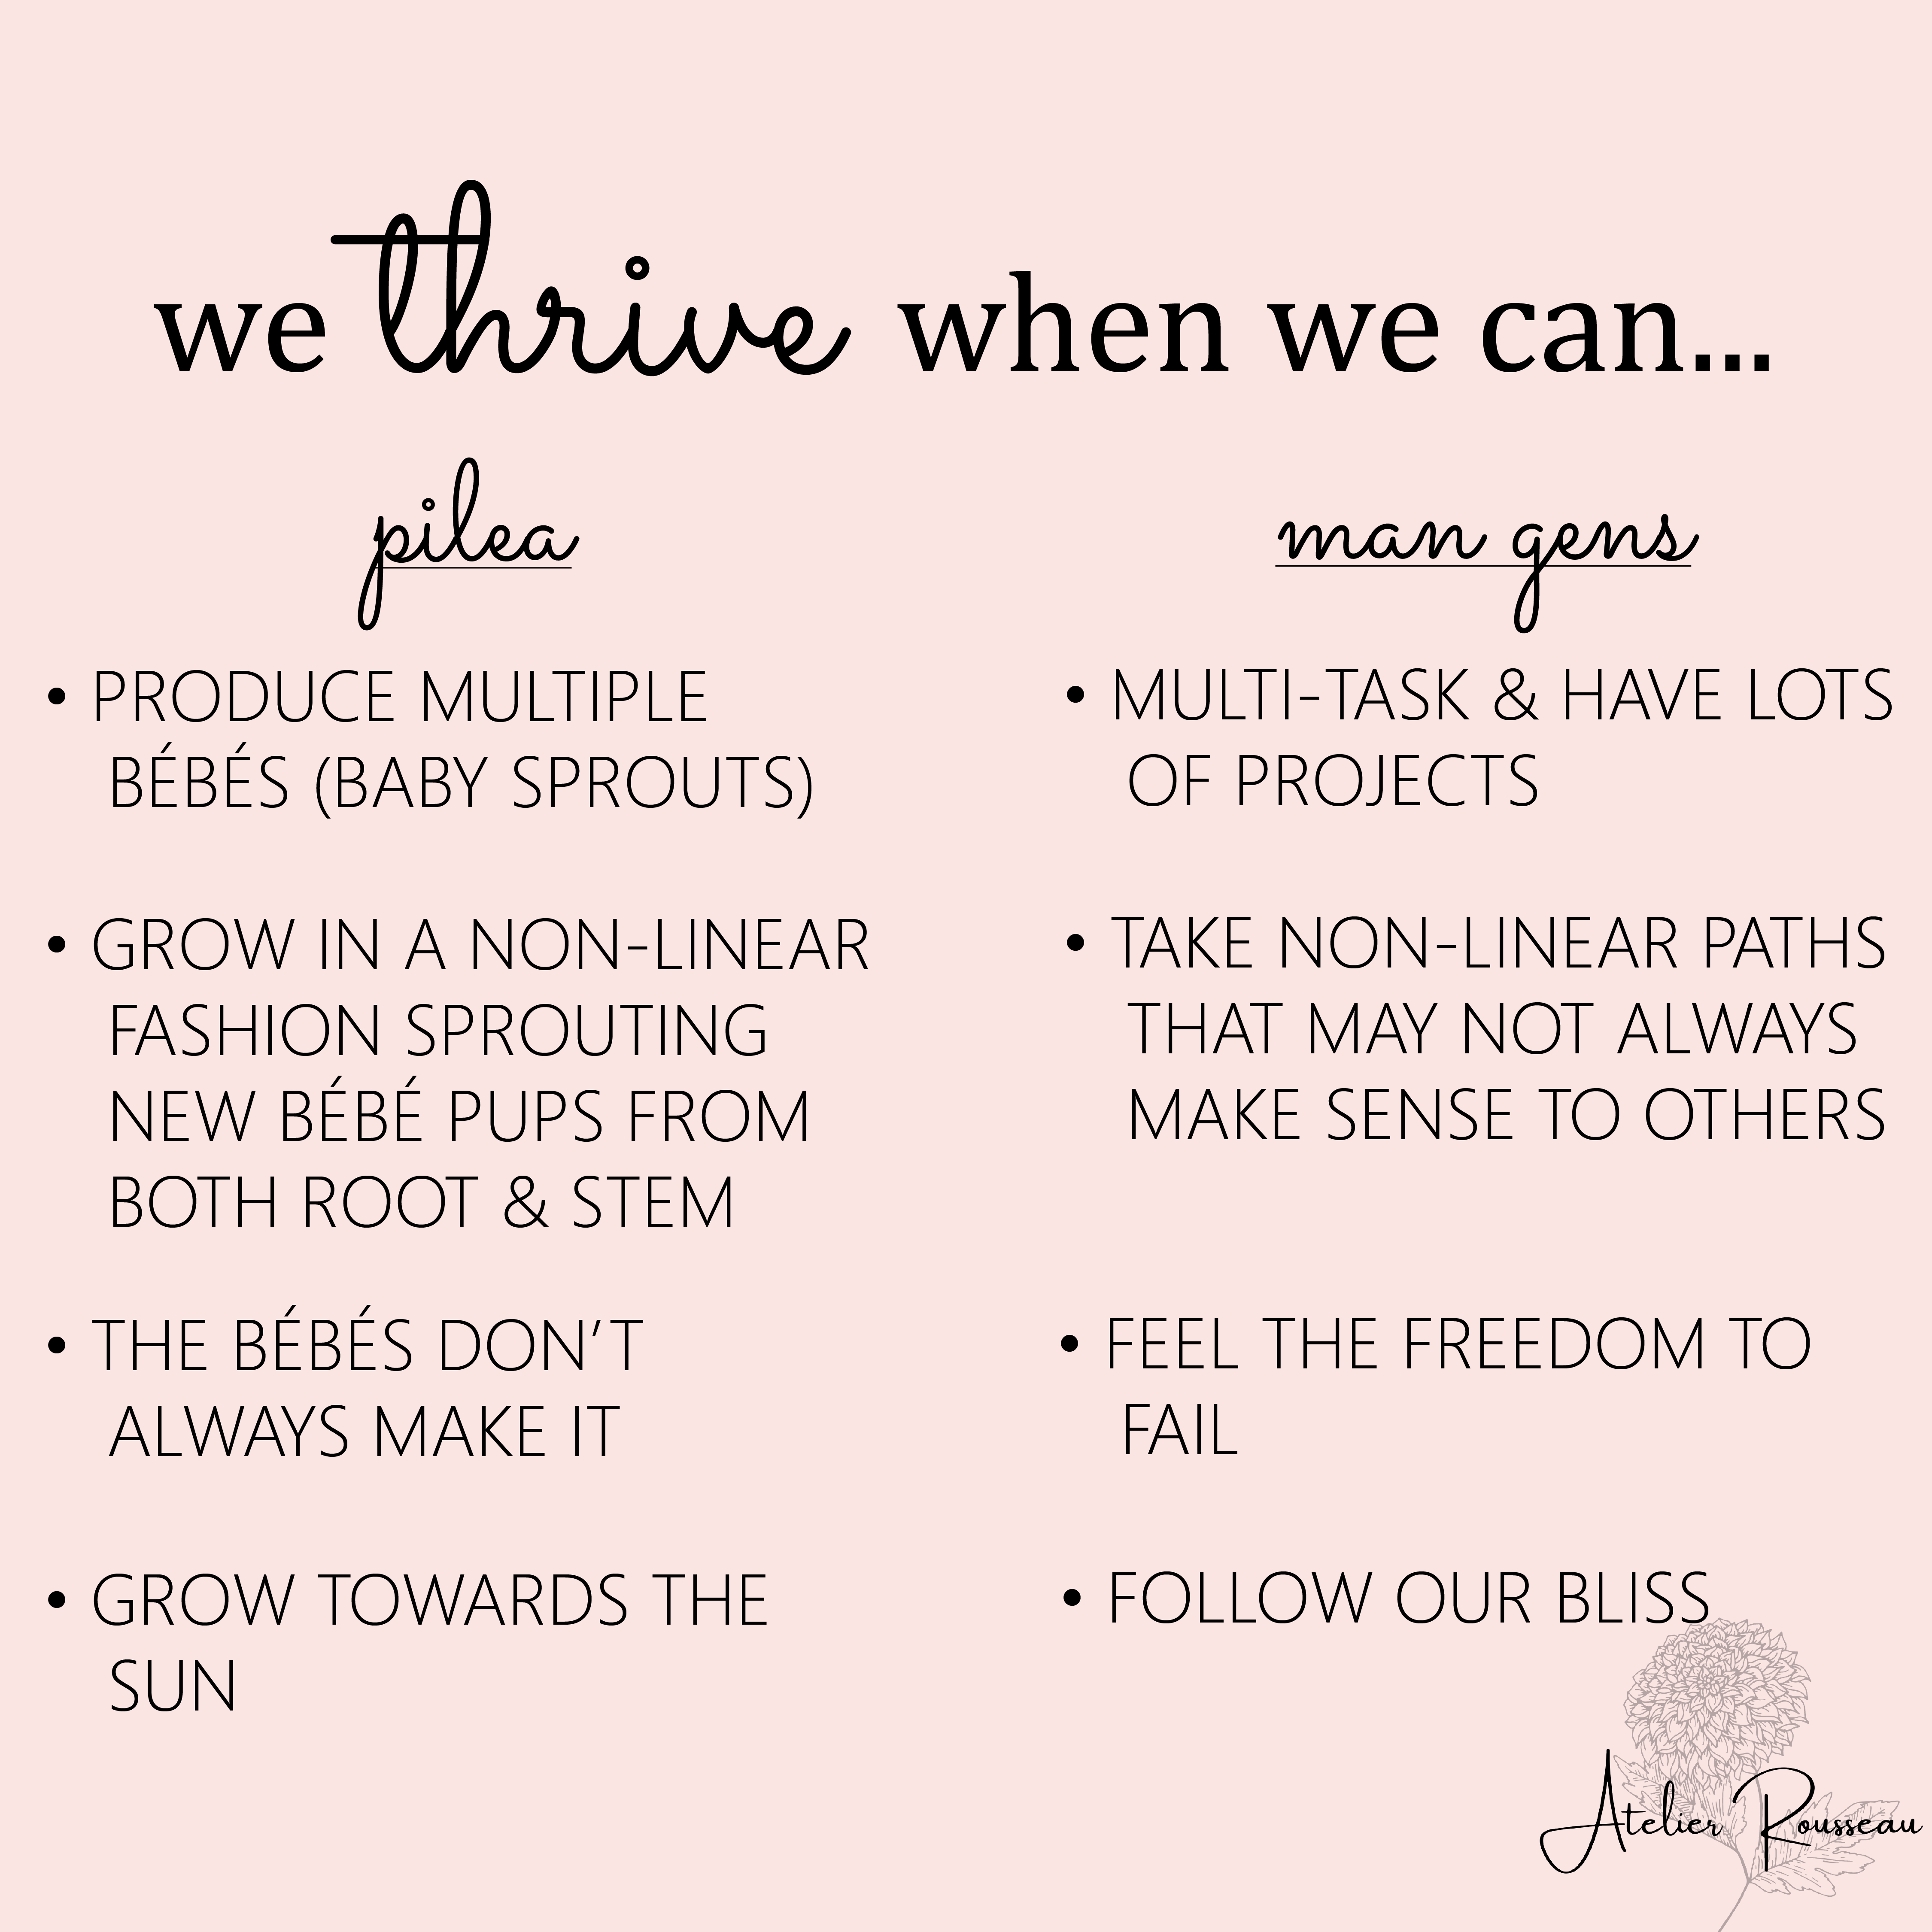 we thrive when we can...
pilea
• PRODUCE MULTIPLE
BÉBÉS (BABY SPROUTS)
• GROW IN A NON-LINEAR
FASHION SPROUTING
NEW BÉBÉ PUPS FROM
BOTH ROOT & STEM
• THE BÉBÉS DON'T
ALWAYS MAKE IT
• GROW TOWARDS THE
SUN
man gens
• MULTI-TASK & HAVE LOTS
OF PROJECTS
• TAKE NON-LINEAR PATHS
THAT MAY NOT ALWAYS
MAKE SENSE TO OTHERS
• FEEL THE FREEDOM TO
FAIL
• FOLLOW OUR BLISS
Atelier Rousseau